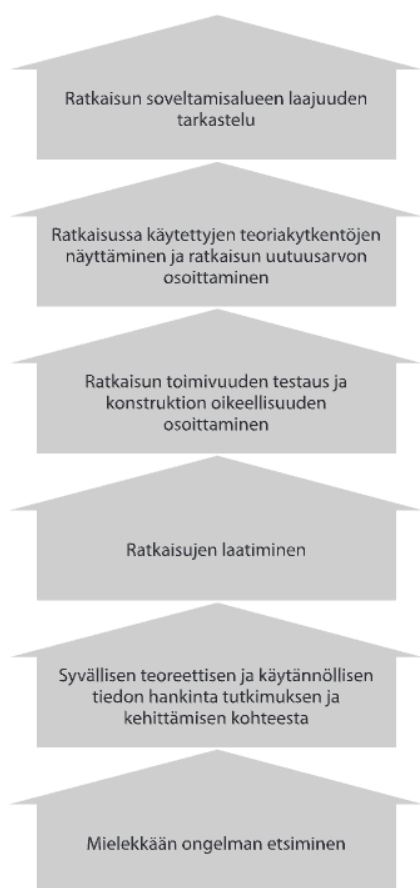 Ratkaisun soveltamisalueen laajuuden
tarkastelu
Ratkaisussa käytettyjen teoriakytkentöjen
näyttäminen ja ratkaisun uutuusarvon
osoittaminen
Ratkaisun toimivuuden testaus ja
konstruktion oikeellisuuden
osoittaminen
Ratkaisujen laatiminen
Syvällisen teoreettisen ja käytännöllisen
tiedon hankinta tutkimuksen ja
kehittämisen kohteesta
Mielekkään ongelman etsiminen